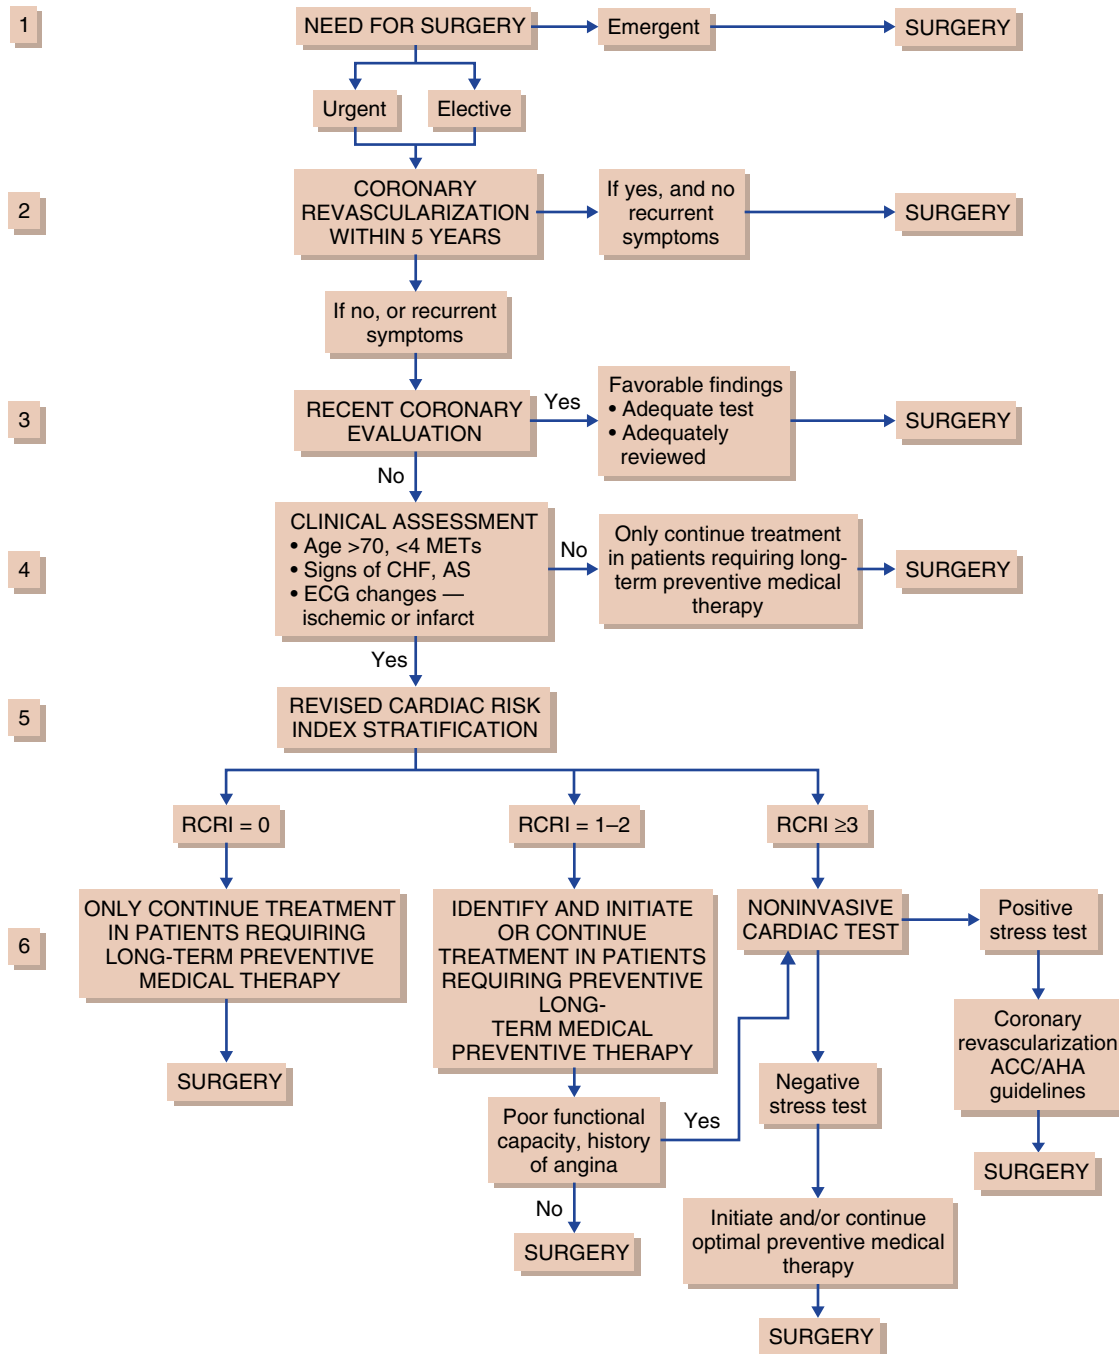 1
NEED FOR SURGERY
Emergent
SURGERY
Urgent
Elective
2
CORONARY
REVASCULARIZATION
WITHIN 5 YEARS
If yes, and no
recurrent
symptoms
SURGERY
If no, or recurrent
symptoms
3
RECENT CORONARY
EVALUATION
Yes
Favorable findings
• Adequate test
• Adequately
reviewed
SURGERY
No
4
CLINICAL ASSESSMENT
• Age >70, <4 METs
• Signs of CHF, AS
• ECG changes —
ischemic or infarct
No
Only continue treatment
in patients requiring long-
term preventive medical
therapy
SURGERY
Yes
5
REVISED CARDIAC RISK
INDEX STRATIFICATION
RCRI = 0
RCRI = 1–2
RCRI ≥3
6
ONLY CONTINUE TREATMENT
IN PATIENTS REQUIRING
LONG-TERM PREVENTIVE
MEDICAL THERAPY
SURGERY
IDENTIFY AND INITIATE
OR CONTINUE
TREATMENT IN PATIENTS
REQUIRING PREVENTIVE
LONG-
TERM MEDICAL
PREVENTIVE THERAPY
Poor functional
capacity, history
of angina
Yes
No
SURGERY
NONINVASIVE
CARDIAC TEST
Negative
stress test
Initiate and/or continue
optimal preventive medical
therapy
SURGERY
Positive
stress test
Coronary
revascularization
ACC/AHA
guidelines
SURGERY